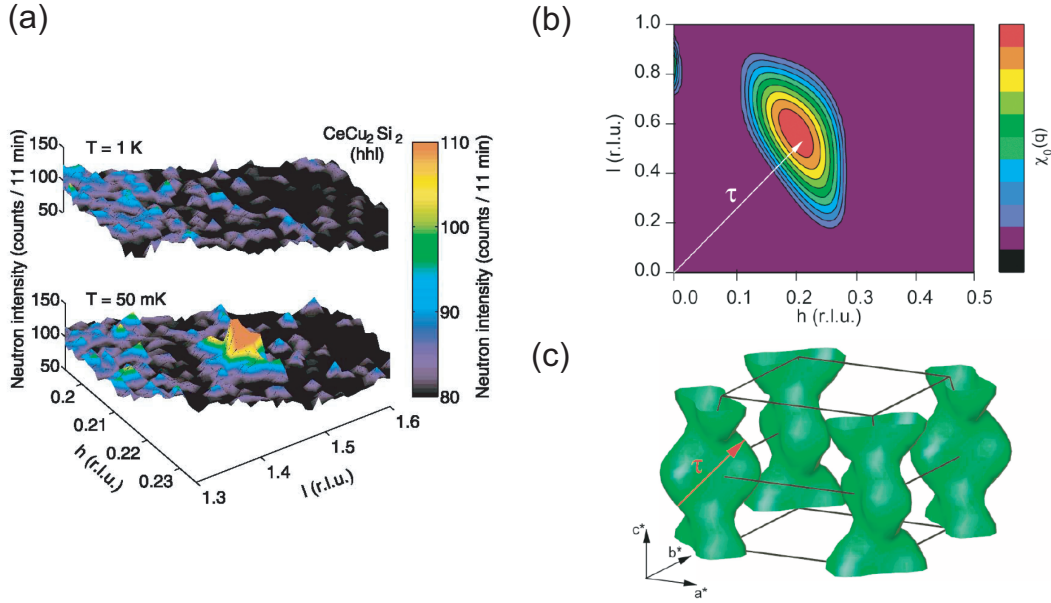 (a)
CeCu2Si2
(hhl)
T = 1 K
150
100
50
Neutron intensity (counts / 11 min)
T = 50 mK
150
100
50
Neutron intensity (counts / 11 min)
110
100
90
80
0.2
0.21
0.22
0.23
h (r.l.u.)
1.3
1.4
1.5
1.6
l (r.l.u.)
(b)
1.0
0.8
0.6
0.4
0.2
0.0
l (r.l.u.)
τ
0.0 0.1 0.2 0.3 0.4 0.5
h (r.l.u.)
χ0(q)
(c)
τ
c*
b*
a*